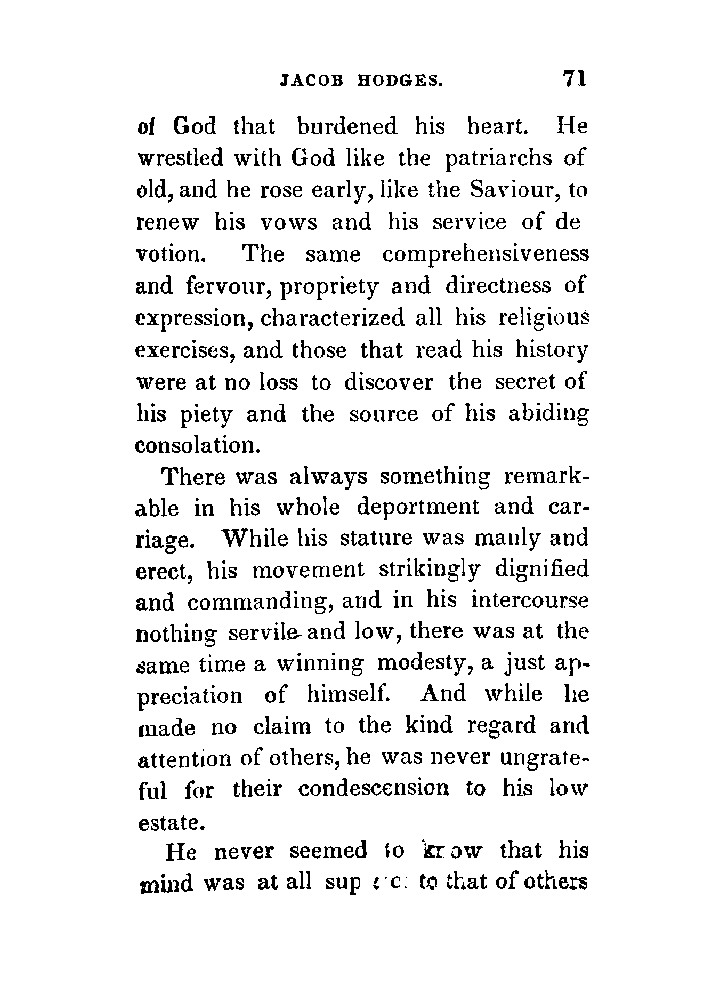 JACOB HODGES. 71
of God that burdened his heart. He
wrestled with God like the patriarchs of
old, and he rose early, like the Saviour, to
renew his vows and his service of de
votion. The same comprehensiveness
and fervour, propriety and directness of
expression, characterized all his religious
exercises, and those that read his history
were at no loss to discover the secret of
his piety and the source of his abiding
consolation.
There was always something remark-
able in his whole deportment and car-
riage. While his stature was manly and
erect, his movement strikingly dignified
and commanding, and in his intercourse
nothing servile and low, there was at the
same time a winning modesty, a just ap-
preciation of himself. And while he
made no claim to the kind regard and
attention of others, he was never ungrate-
ful for their condescension to his low
estate.
He never seemed to know that his
mind was at all to that of others